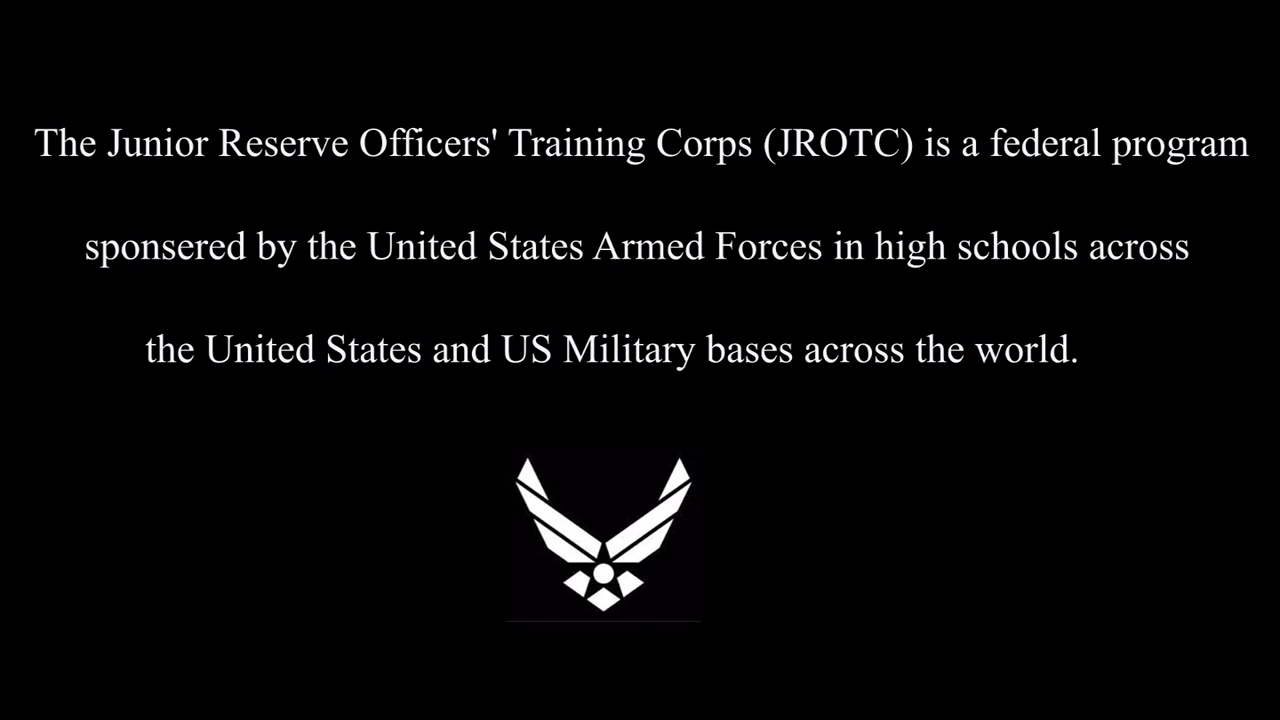 The Junior Reserve Officers' Training Corps (JROTC) is a federal program
sponsered by the United States Armed Forces in high schools across
the United States and US Military bases across the world.